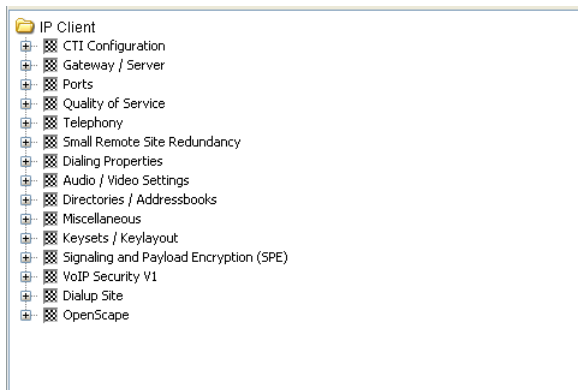 IP Client
CTI Configuration
Gateway / Server
Ports
Quality of Service
Telephony
Small Remote Site Redundancy
Dialing Properties
Audio / Video Settings
Directories / Addressbooks
Miscellaneous
Keysets / Keylayout
Signaling and Payload Encryption (SPE)
VoIP Security V1
Dialup Site
OpenScape